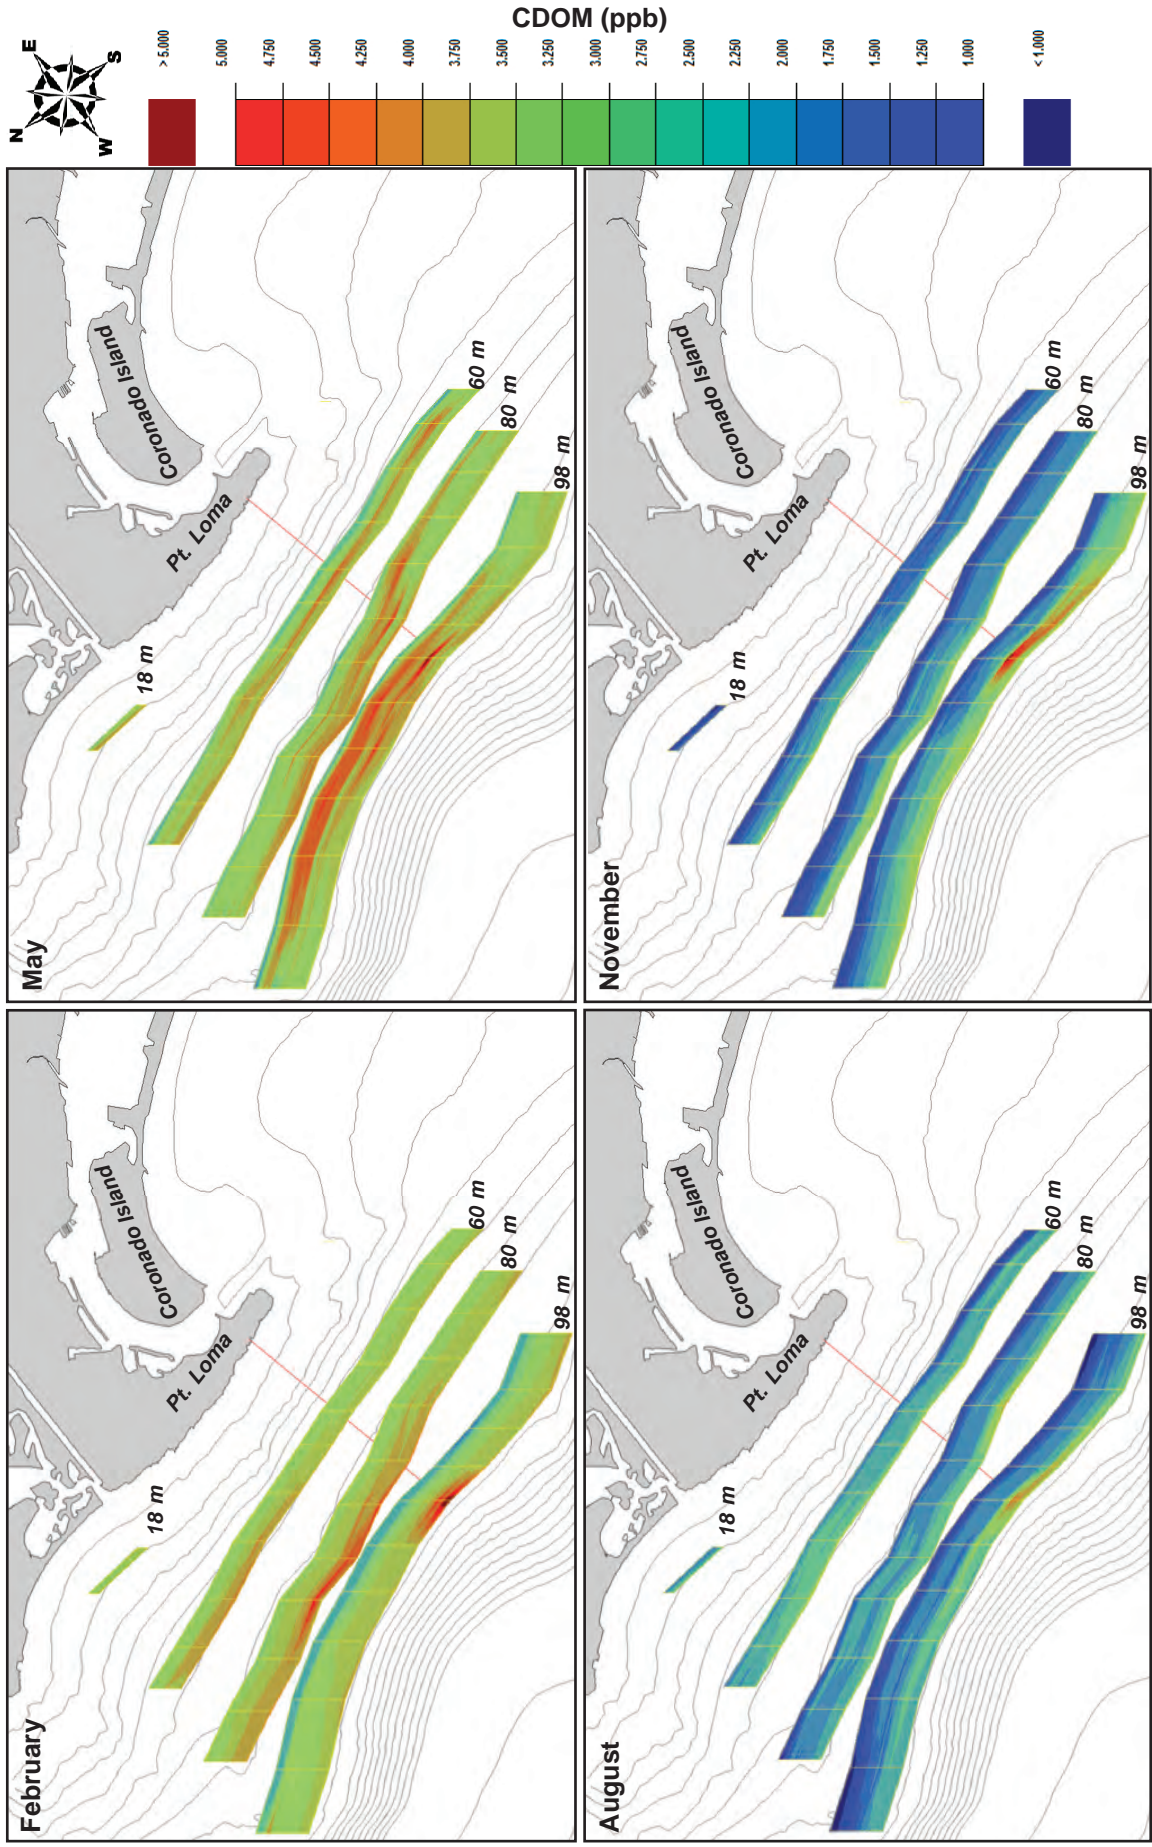 CDOM (ppb)
N
E
S
W
> 5.000
5.000
4.750
4.500
4.250
4.000
3.750
3.500
3.250
3.000
2.750
2.500
2.250
2.000
1.750
1.500
1.250
1.000
< 1.000
May
Coronado Island
Pt. Loma
18 m
60 m
80 m
98 m
November
Coronado Island
Pt. Loma
18 m
60 m
80 m
98 m
February
Coronado Island
Pt. Loma
18 m
60 m
80 m
98 m
August
Coronado Island
Pt. Loma
18 m
60 m
80 m
98 m